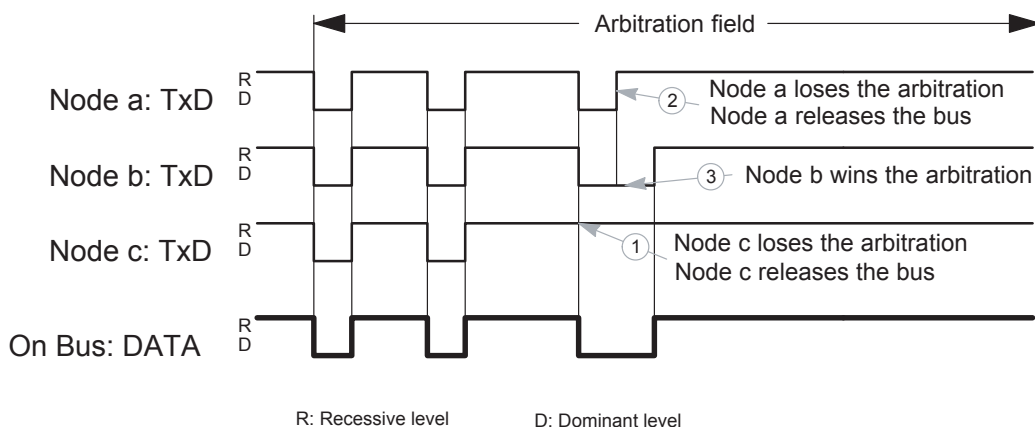 Arbitration field
R
D
Node a: TxD
2
Node a loses the arbitration
Node a releases the bus
R
D
Node b: TxD
3
Node b wins the arbitration
R
D
Node c: TxD
1
Node c loses the arbitration
Node c releases the bus
R
D
On Bus: DATA
R: Recessive level
D: Dominant level